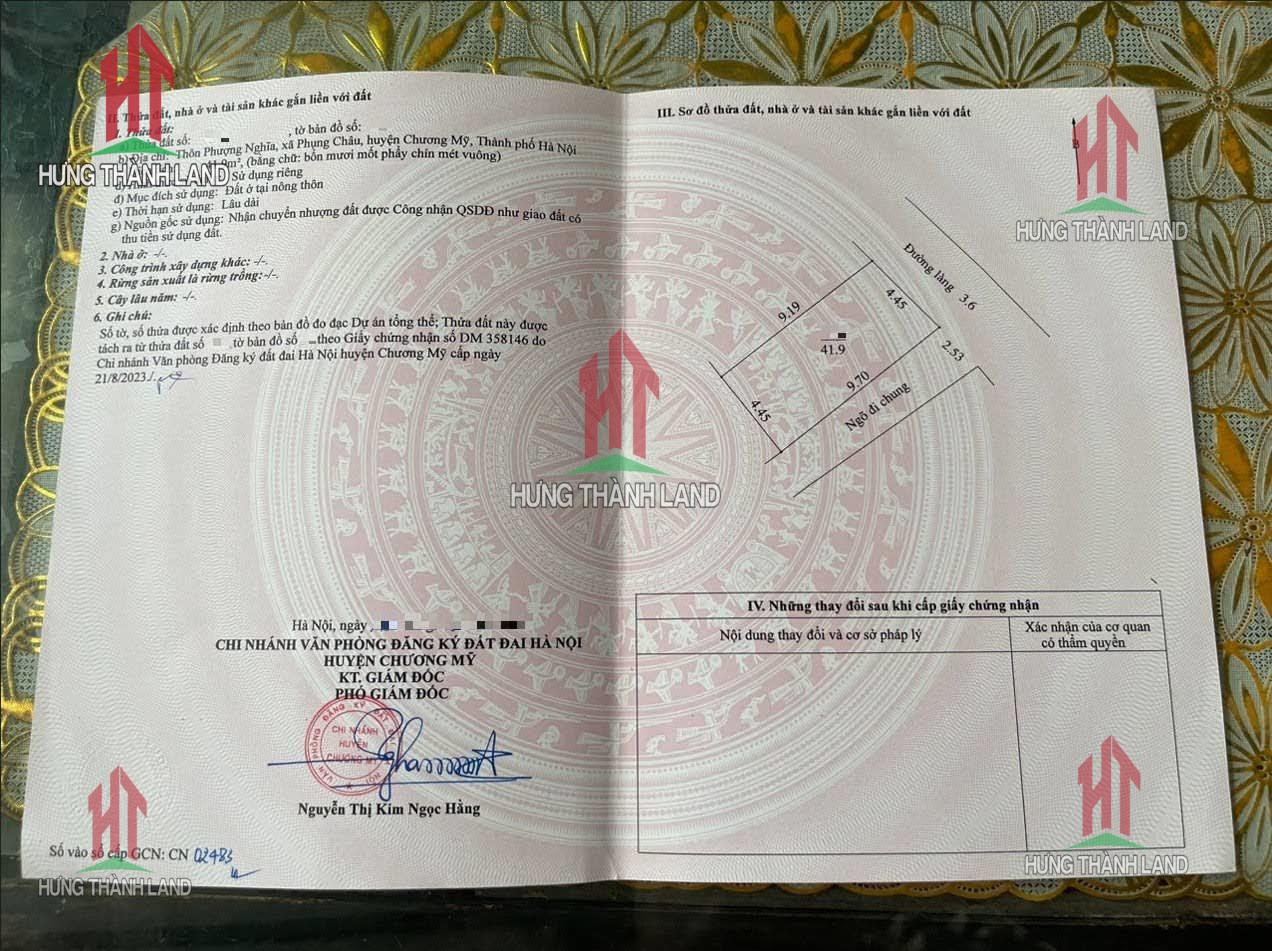 II. Thửa đất, nhà ở và tài sản khác gắn liền với đất
1. Thửa đất:
a) Thửa đất số: , tờ bản đồ số:
b) Địa chỉ: Thôn Phượng Nghĩa, xã Phụng Châu, huyện Chương Mỹ, Thành phố Hà Nội
m², (bằng chữ: bốn mươi mốt phẩy chín mét vuông)
Sử dụng riêng
đ) Mục đích sử dụng: Đất ở tại nông thôn
e) Thời hạn sử dụng: Lâu dài
g) Nguồn gốc sử dụng: Nhận chuyển nhượng đất được Công nhận QSDĐ như giao đất có
thu tiền sử dụng đất.
2. Nhà ở: -/-.
3. Công trình xây dựng khác: -/-.
4. Rừng sản xuất là rừng trồng:-/-.
5. Cây lâu năm: -/-.
6. Ghi chú:
Số tờ, số thửa được xác định theo bản đồ đo đạc Dự án tổng thể; Thửa đất này được
tách ra từ thửa đất số , tờ bản đồ số theo Giấy chứng nhận số DM 358146 do
Chi nhánh Văn phòng Đăng ký đất đai Hà Nội huyện Chương Mỹ cấp ngày
21/8/2023./.
Hà Nội, ngày
CHI NHÁNH VĂN PHÒNG ĐĂNG KÝ ĐẤT ĐAI HÀ NỘI
HUYỆN CHƯƠNG MỸ
KT. GIÁM ĐỐC
PHÓ GIÁM ĐỐC
VĂN PHÒNG ĐĂNG KÝ ĐẤT
CHI NHÁNH
HUYỆN
CHƯƠNG MỸ
Nguyễn Thị Kim Ngọc Hằng
Số vào sổ cấp GCN: CN 02483
III. Sơ đồ thửa đất, nhà ở và tài sản khác gắn liền với đất
B
Đường làng 3.6
9.19
4.45
41.9
2.53
9.70
4.45
Ngõ đi chung
IV. Những thay đổi sau khi cấp giấy chứng nhận
Nội dung thay đổi và cơ sở pháp lý
Xác nhận của cơ quan
có thẩm quyền
HT
HƯNG THÀNH LAND
HT
HƯNG THÀNH LAND
HT
HƯNG THÀNH LAND
HT
HƯNG THÀNH LAND
HT
HƯNG THÀNH LAND